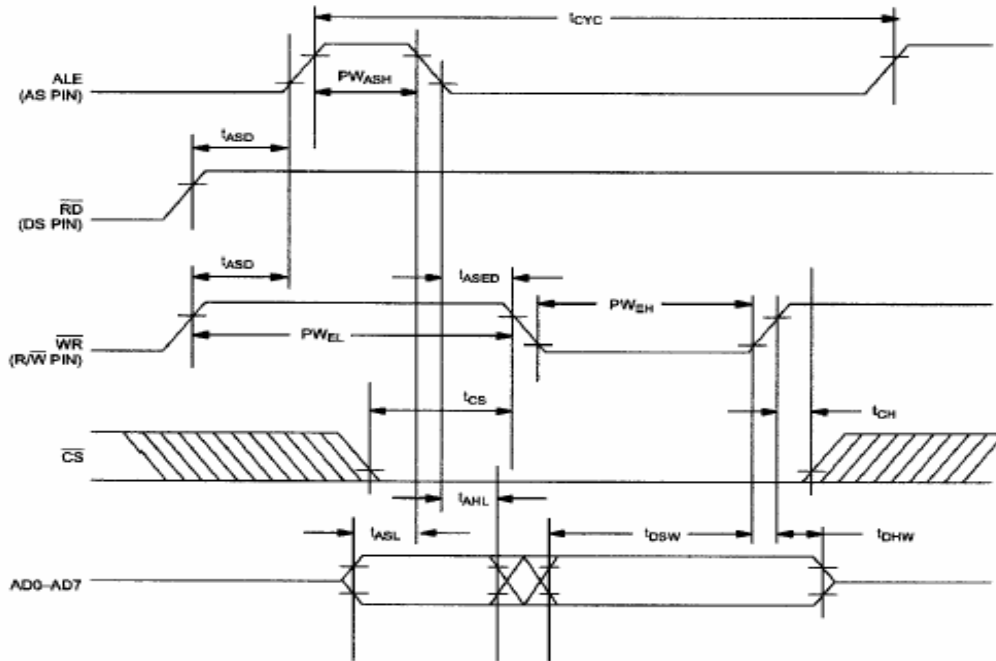 tCYC
ALE
(AS PIN)
PWASH
tASD
RD
(DS PIN)
tASD
tASED
PWEH
WR
(R/W PIN)
PWEL
tCS
tCH
CS
tAHL
tASL
tDSW
tDHW
AD0–AD7